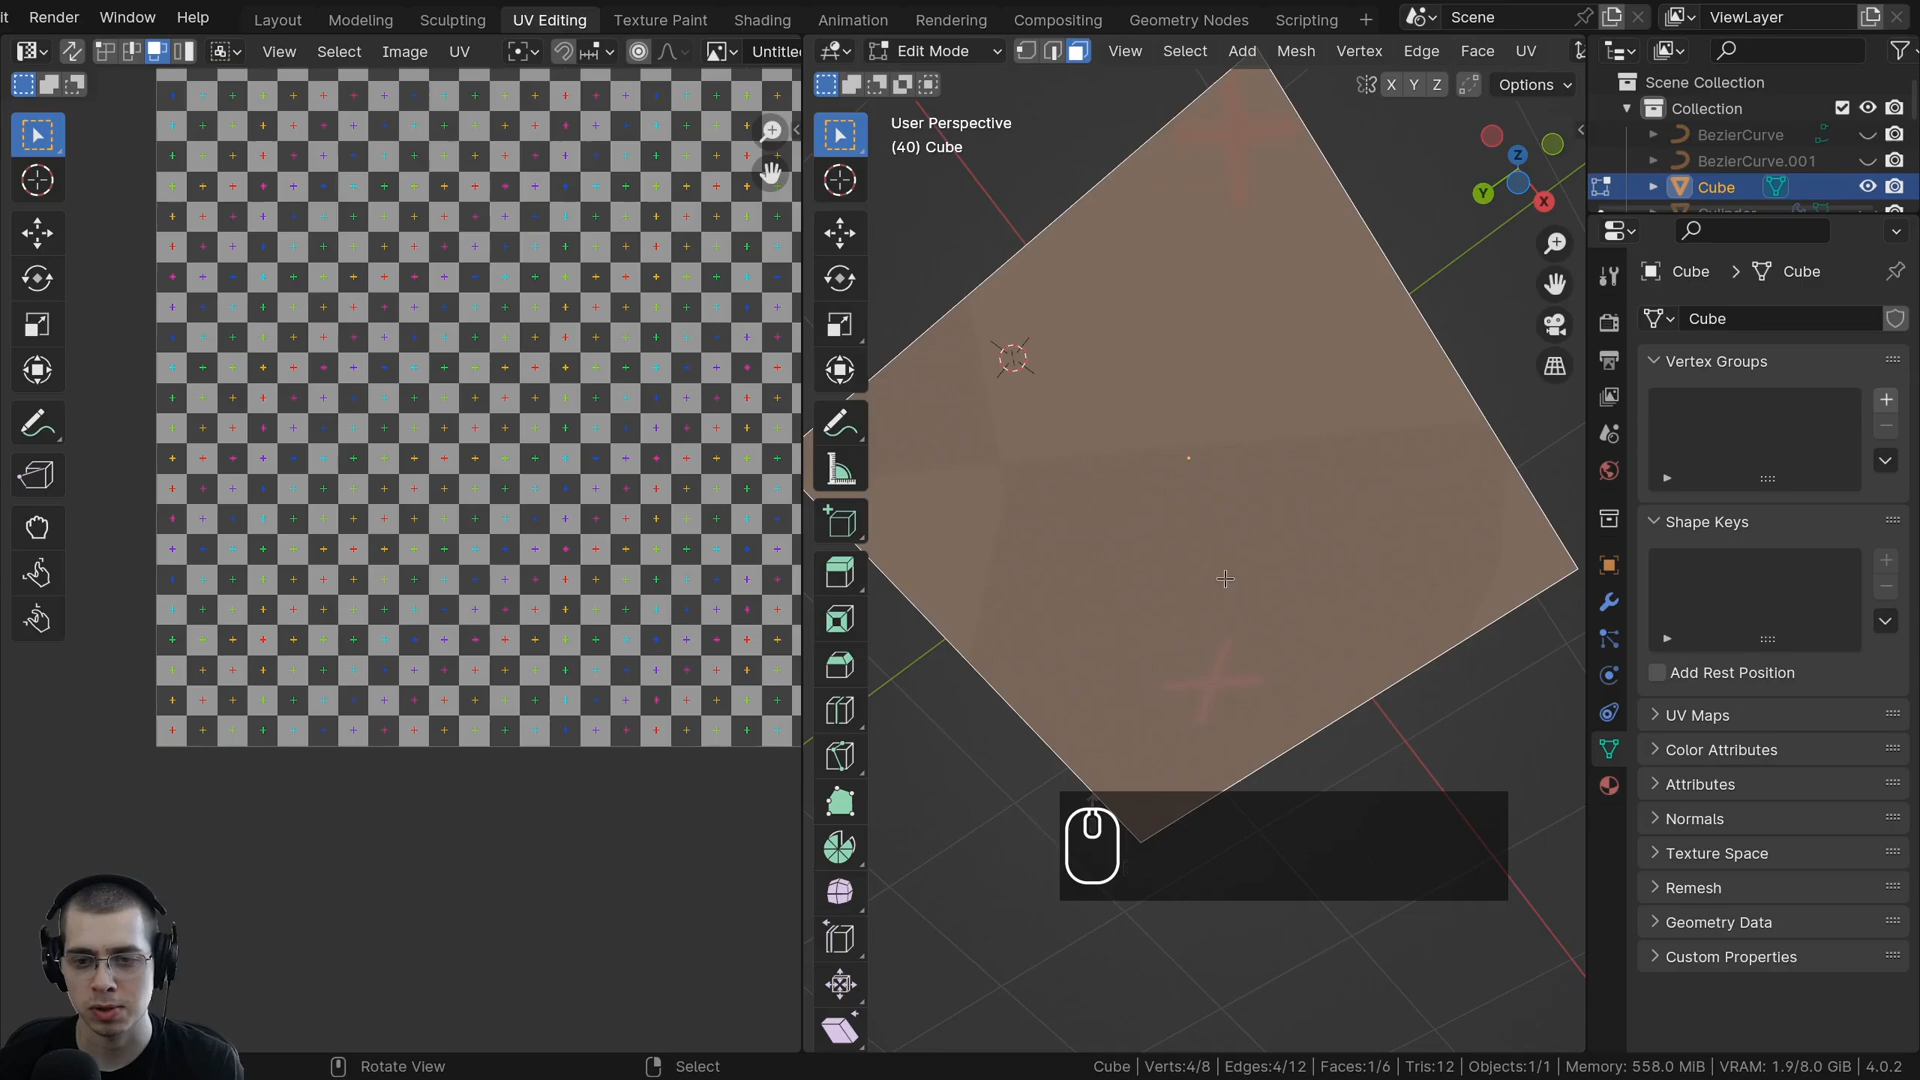 Render Window Help
Layout Modeling Sculpting UV Editing Texture Paint Shading Animation Rendering Compositing Geometry Nodes Scripting
Scene
ViewLayer
View Select Image UV
Edit Mode
View Select Add Mesh Vertex Edge Face UV
X Y Z
Options
User Perspective
(40) Cube
Z
Y
X
Scene Collection
Collection
BezierCurve
BezierCurve.001
Cube
Cube Cube
Cube
Vertex Groups
Shape Keys
Add Rest Position
UV Maps
Color Attributes
Attributes
Normals
Texture Space
Remesh
Geometry Data
Custom Properties
Rotate View
Select
Cube | Verts:4/8 | Edges:4/12 | Faces:1/6 | Tris:12 | Objects:1/1 | Memory: 558.0 MiB | VRAM: 1.9/8.0 GiB | 4.0.2